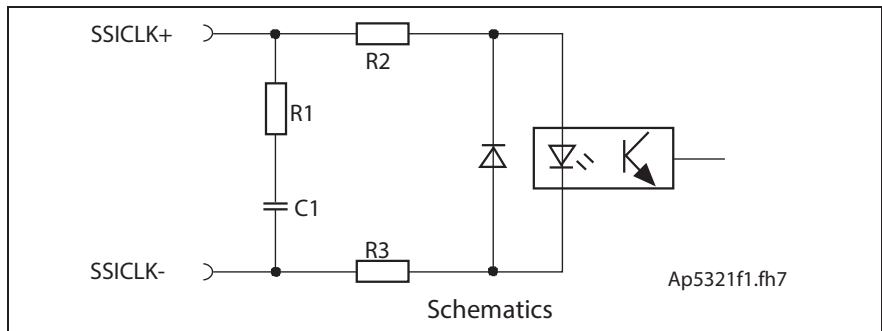 SSICLK+
R2
R1
C1
R3
SSICLK-
Ap5321f1.fh7
Schematics